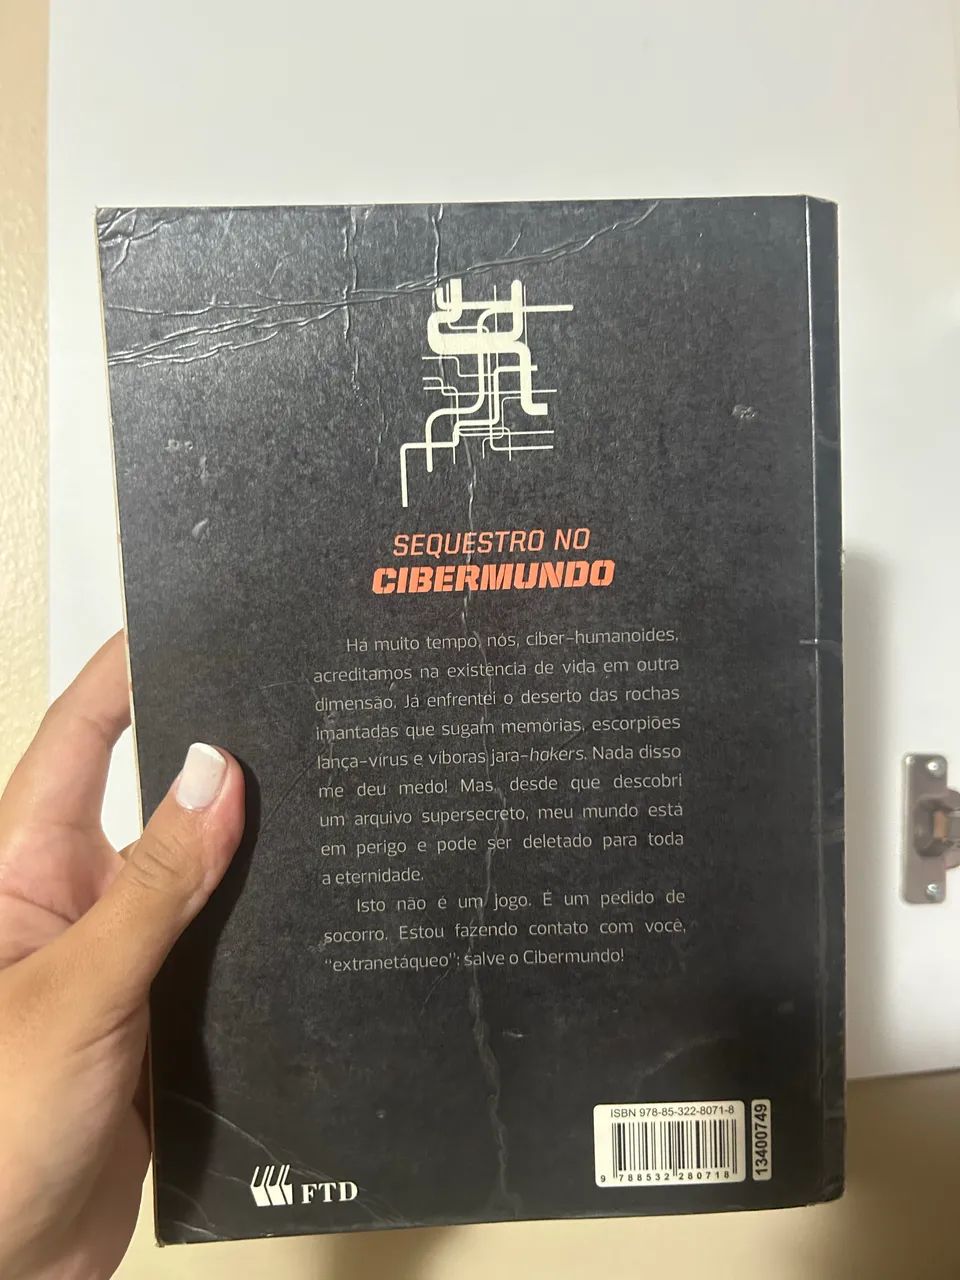 SEQUESTRO NO
CIBERMUNDO
Há muito tempo, nós, ciber-humanoides,
acreditamos na existência de vida em outra
dimensão. Já enfrentei o deserto das rochas
imantadas que sugam memórias, escorpiões
lança-vírus e víboras jara-hakers. Nada disso
me deu medo! Mas, desde que descobri
um arquivo supersecreto, meu mundo está
em perigo e pode ser deletado para toda
a eternidade.
Isto não é um jogo. É um pedido de
socorro. Estou fazendo contato com você,
“extranetáqueo”: salve o Cibermundo!
ISBN 978-85-322-8071-8
9 788532 280718
13400749
FTD